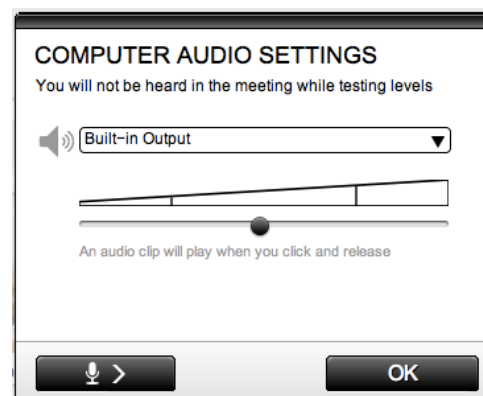 COMPUTER AUDIO SETTINGS
You will not be heard in the meeting while testing levels
Built-in Output
An audio clip will play when you click and release
OK